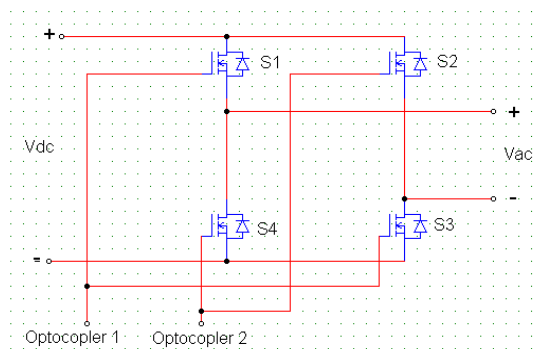 +
S1
S2
+
Vdc
Vac
-
S4
S3
-
Optocopler 1
Optocopler 2